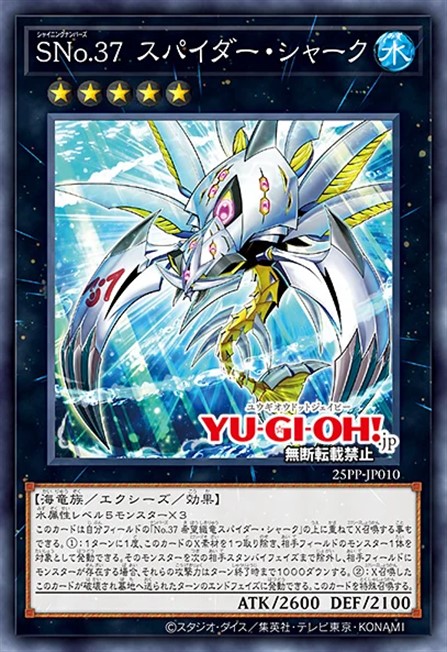 シャイニングナンバーズ
SNo.37 スパイダー・シャーク
水
37
ユウギオウドットジェイピー
YU-GI-OH!.jp
無断転載禁止
25PP-JP010
【海竜族/エクシーズ/効果】
水属性レベル5モンスター×3
このカードは自分フィールドの「No.37 希望織竜スパイダー・シャーク」の上に重ねてX召喚する事もできる。①:1ターンに1度、このカードのX素材を1つ取り除き、相手フィールドのモンスター1体を
対象として発動できる。そのモンスターを次の相手スタンバイフェイズまで除外し、相手フィールドに
モンスターが存在する場合、それらの攻撃力はターン終了時まで1000ダウンする。②:X召喚した
このカードが破壊され墓地へ送られたターンのエンドフェイズに発動できる。このカードを特殊召喚する。
ATK/2600 DEF/2100
©スタジオ・ダイス/集英社・テレビ東京・KONAMI